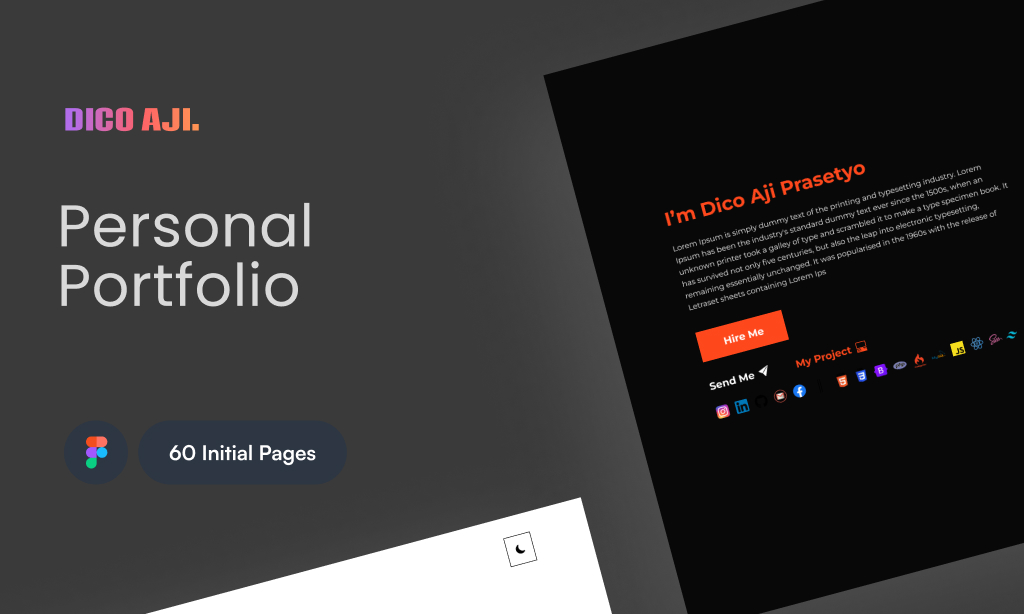 DICO AJI.
Personal
Portfolio
60 Initial Pages
I'm Dico Aji Prasetyo
Lorem Ipsum is simply dummy text of the printing and typesetting industry. Lorem
Ipsum has been the industry's standard dummy text ever since the 1500s, when an
unknown printer took a galley of type and scrambled it to make a type specimen book. It
has survived not only five centuries, but also the leap into electronic typesetting,
remaining essentially unchanged. It was popularised in the 1960s with the release of
Letraset sheets containing Lorem Ips
Hire Me
Send Me
My Project
JS